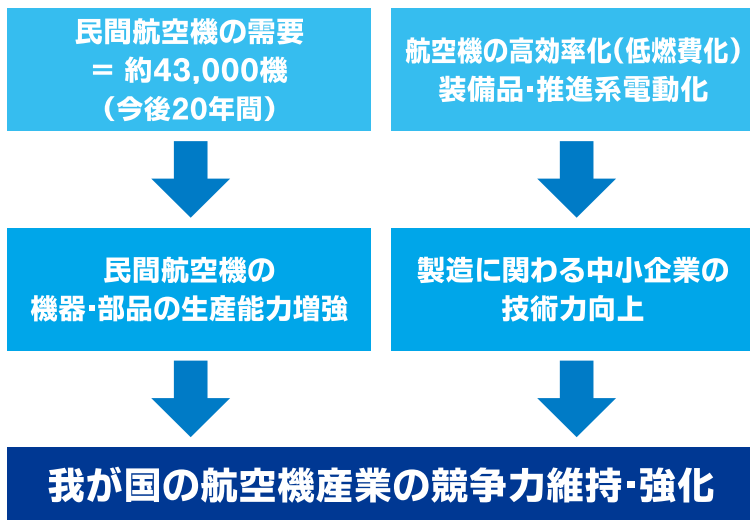 民間航空機の需要
＝ 約43,000機
（今後20年間）
航空機の高効率化（低燃費化）
装備品・推進系電動化
民間航空機の
機器・部品の生産能力増強
製造に関わる中小企業の
技術力向上
我が国の航空機産業の競争力維持・強化